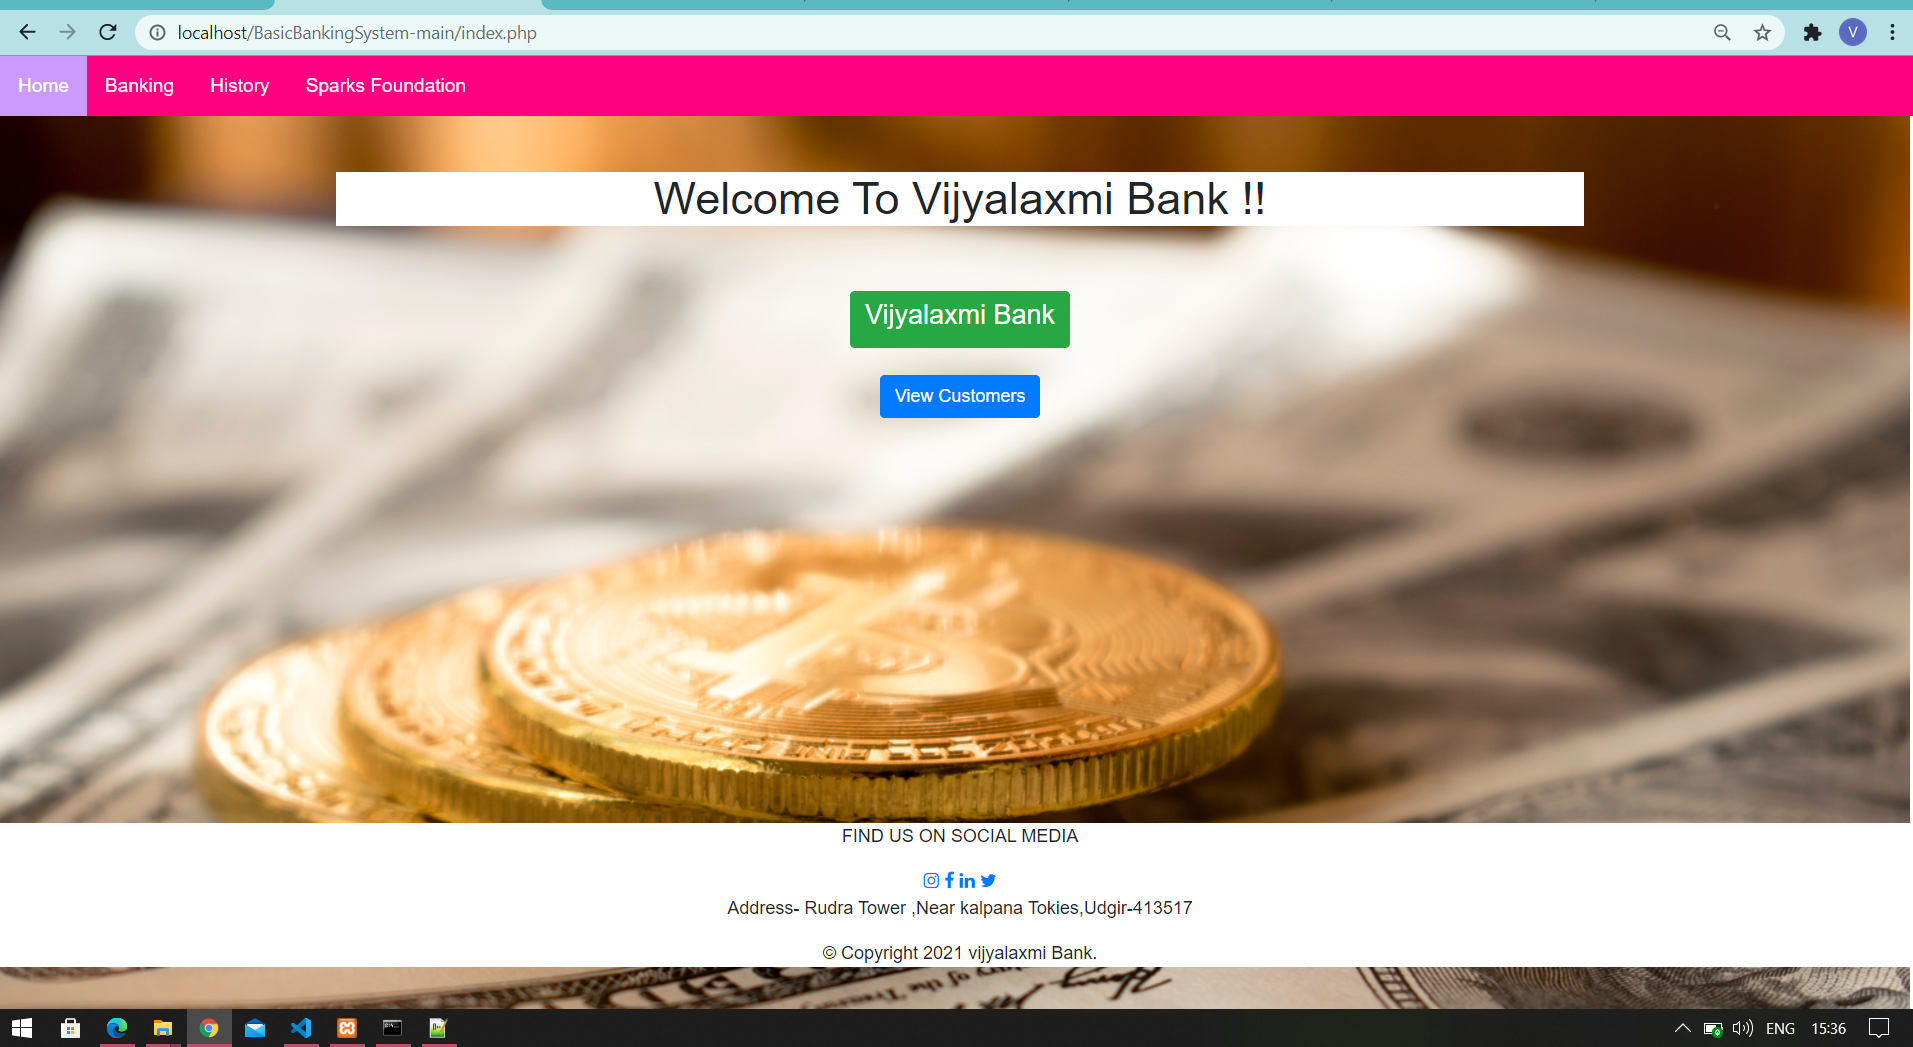 localhost/BasicBankingSystem-main/index.php
V
Home Banking History Sparks Foundation
Welcome To Vijyalaxmi Bank !!
Vijyalaxmi Bank
View Customers
FIND US ON SOCIAL MEDIA
Address- Rudra Tower ,Near kalpana Tokies,Udgir-413517
© Copyright 2021 vijyalaxmi Bank.
ENG 15:36